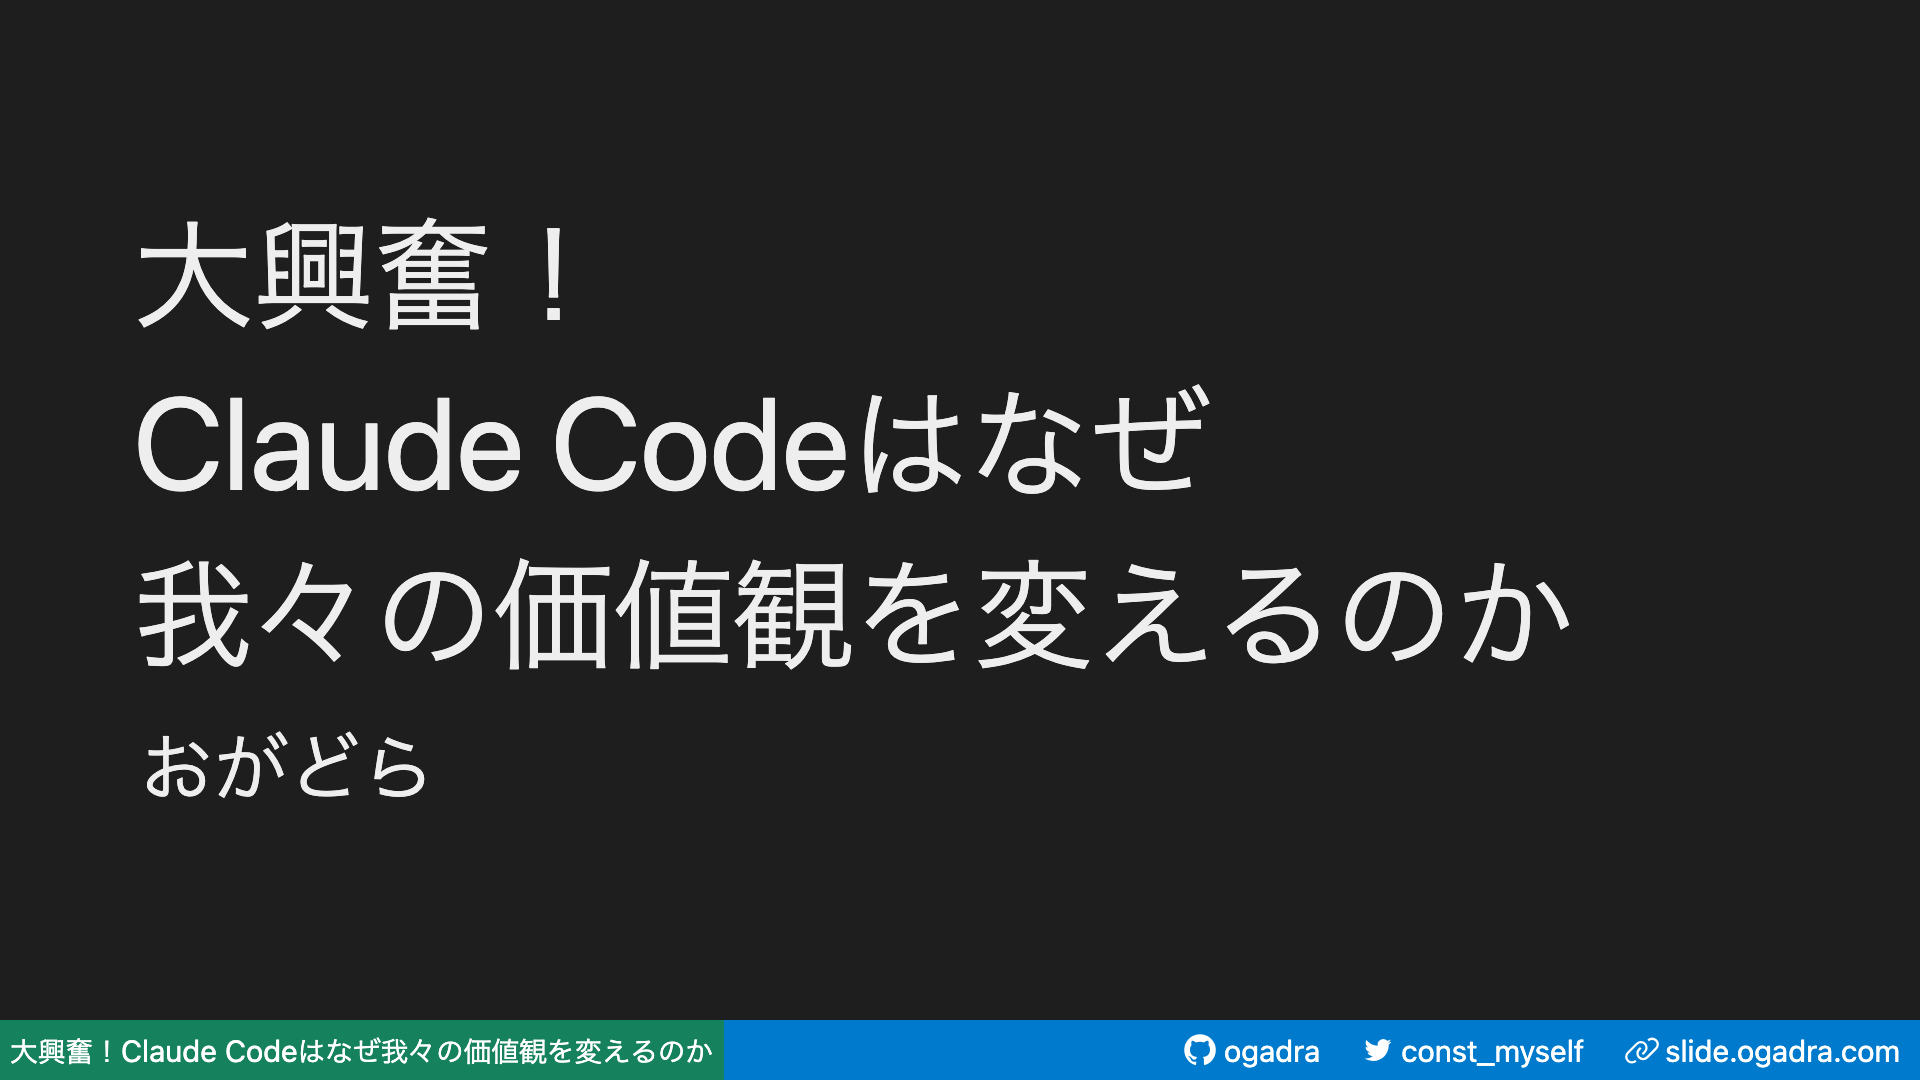 大興奮！
Claude Codeはなぜ
我々の価値観を変えるのか
おがどら
大興奮！Claude Codeはなぜ我々の価値観を変えるのか
ogadra
const_myself
slide.ogadra.com